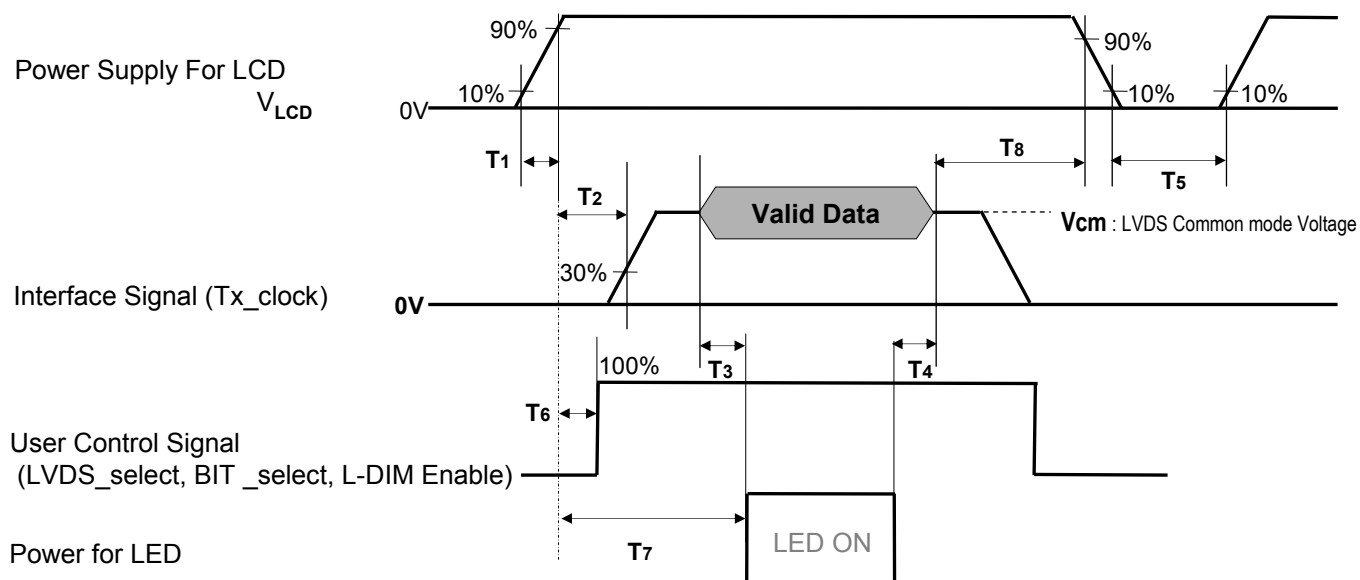 90%
90%
Power Supply For LCD
VLCD
10%
10%
10%
0V
T1
T8
T2
T5
Valid Data
Vcm : LVDS Common mode Voltage
30%
Interface Signal (Tx_clock)
0V
100%
T3
T4
T6
User Control Signal
(LVDS_select, BIT _select, L-DIM Enable)
T7
LED ON
Power for LED